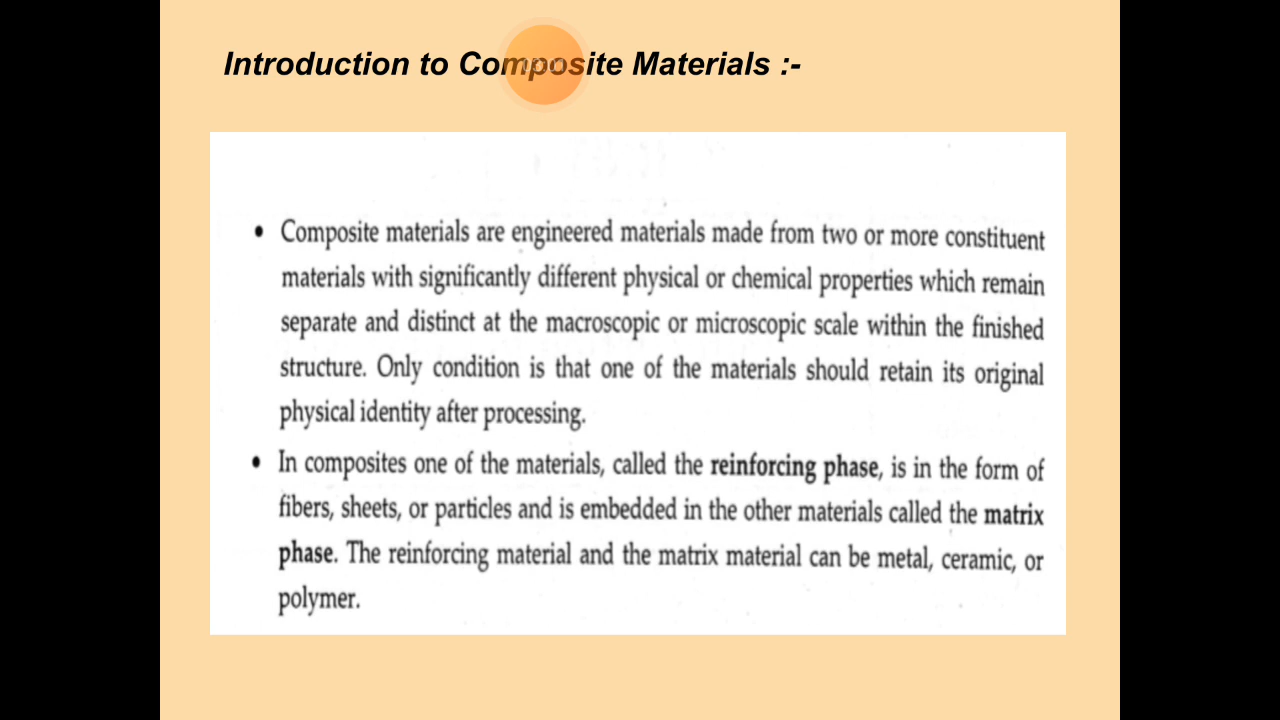 Introduction to Composite Materials :-
• Composite materials are engineered materials made from two or more constituent
materials with significantly different physical or chemical properties which remain
separate and distinct at the macroscopic or microscopic scale within the finished
structure. Only condition is that one of the materials should retain its original
physical identity after processing.
• In composites one of the materials, called the reinforcing phase, is in the form of
fibers, sheets, or particles and is embedded in the other materials called the matrix
phase. The reinforcing material and the matrix material can be metal, ceramic, or
polymer.